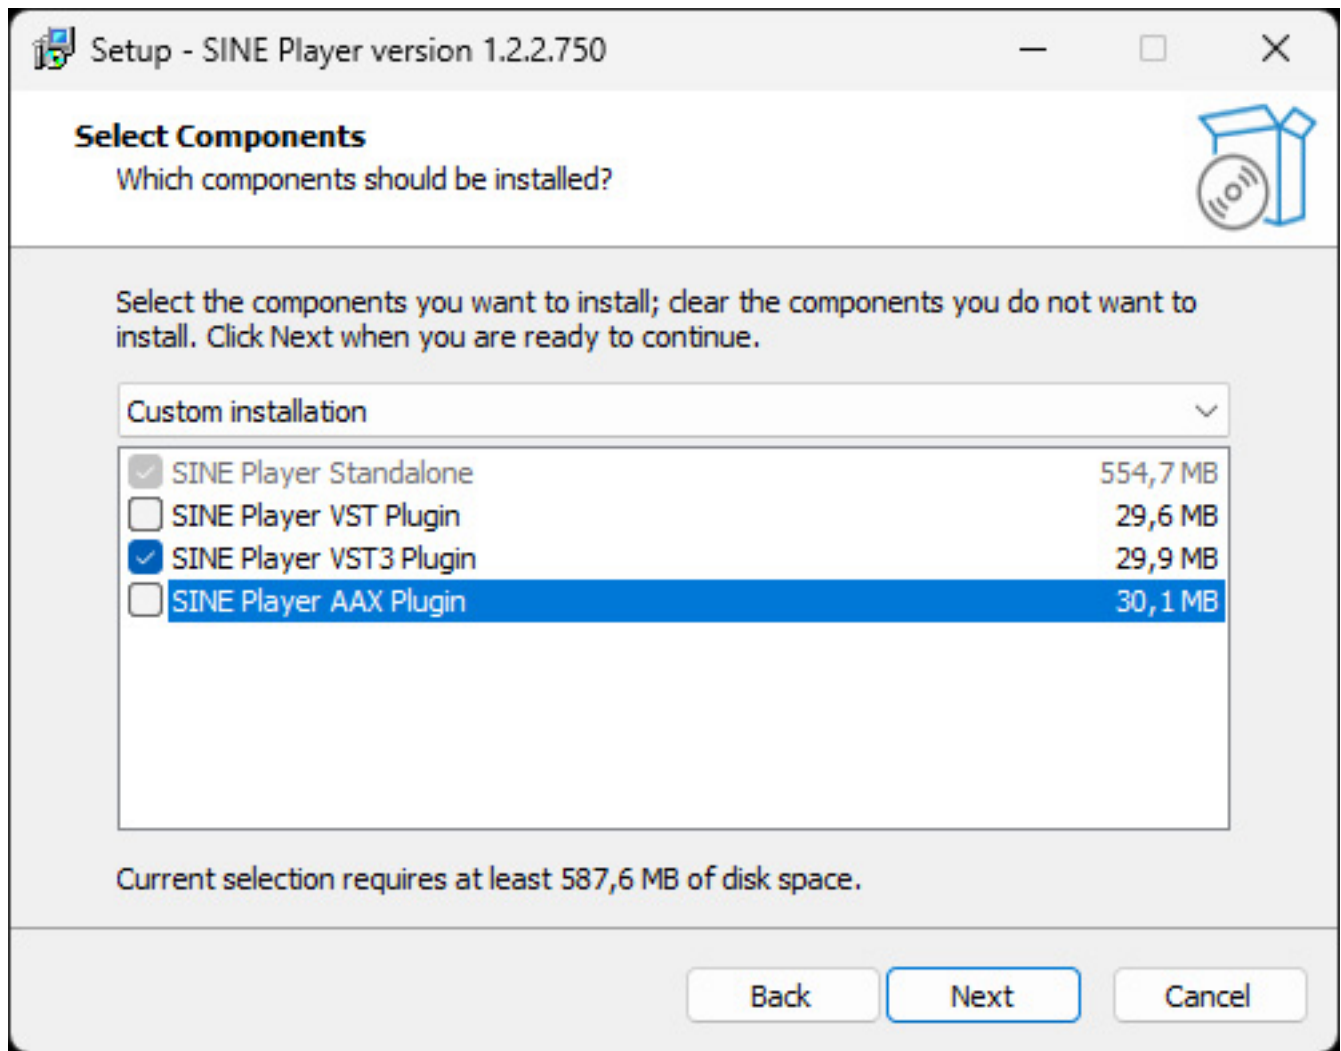 Setup - SINE Player version 1.2.2.750
Select Components
Which components should be installed?
Select the components you want to install; clear the components you do not want to
install. Click Next when you are ready to continue.
Custom installation
SINE Player Standalone 554,7 MB
SINE Player VST Plugin 29,6 MB
SINE Player VST3 Plugin 29,9 MB
SINE Player AAX Plugin 30,1 MB
Current selection requires at least 587,6 MB of disk space.
Back Next Cancel